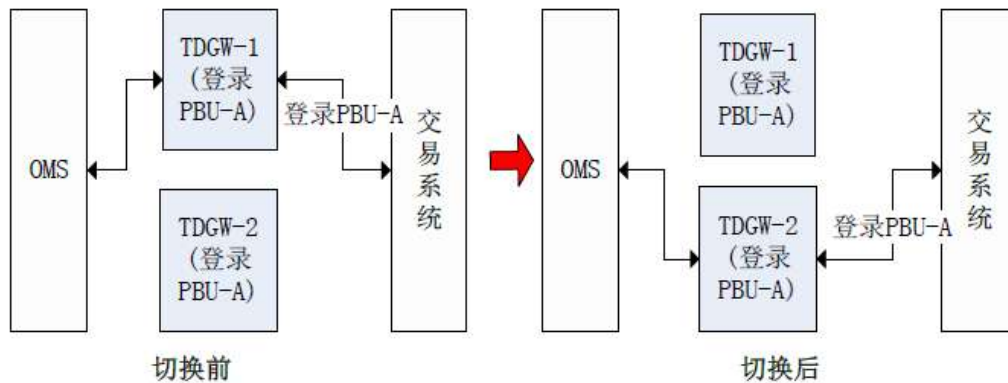 OMS
TDGW-1
(登录
PBU-A)
登录PBU-A
TDGW-2
(登录
PBU-A)
交
易
系
统
切换前
OMS
TDGW-1
(登录
PBU-A)
TDGW-2
(登录
PBU-A)
登录PBU-A
交
易
系
统
切换后